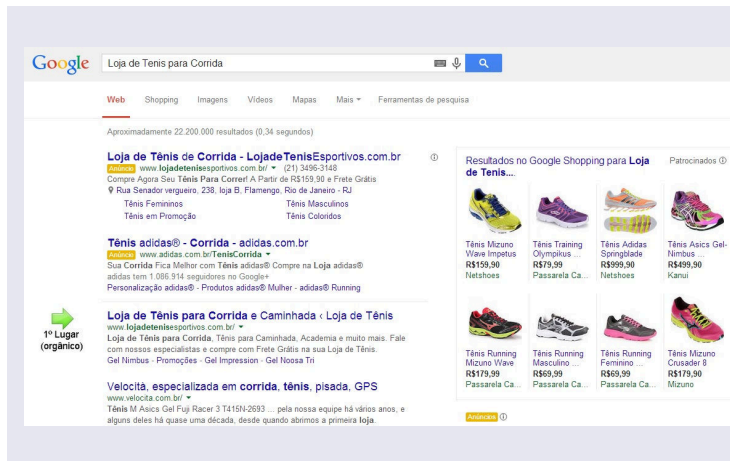 Google
Loja de Tenis para Corrida
Web Shopping Imagens Vídeos Mapas Mais Ferramentas de pesquisa
Aproximadamente 22.200.000 resultados (0,34 segundos)
Loja de Tênis de Corrida - LojadeTenisEsportivos.com.br
Anúncio www.lojadetenisesportivos.com.br/ (21) 3496-3148
Compre Agora Seu Tênis Para Correr! A Partir de R$159,90 e Frete Grátis
Rua Senador vergueiro, 238, loja B, Flamengo, Rio de Janeiro - RJ
Tênis Femininos Tênis Masculinos
Tênis em Promoção Tênis Coloridos
Tênis adidas® - Corrida - adidas.com.br
Anúncio www.adidas.com.br/TenisCorrida
Sua Corrida Fica Melhor com Tênis adidas® Compre na Loja adidas®
adidas tem 1.086.914 seguidores no Google+
Personalização adidas® - Produtos adidas® Mulher - adidas® Running
1º Lugar
(orgânico)
Loja de Tênis para Corrida e Caminhada ‹ Loja de Tênis
www.lojadetenisesportivos.com.br/
Loja de Tênis para Corrida, Tênis para Caminhada, Academia e muito mais. Fale
com nossos especialistas e compre com Frete Grátis na sua Loja de Tênis.
Gel Nimbus - Promoções - Gel Impression - Gel Noosa Tri
Velocità, especializada em corrida, tênis, pisada, GPS
www.velocita.com.br/
Tênis M Asics Gel Fuji Racer 3 T415N-2693 ... pela nossa equipe há vários anos, e
alguns deles há quase uma década, desde quando abrimos a primeira loja.
Resultados no Google Shopping para Loja de Tenis.... Patrocinados
Tênis Mizuno Wave Impetus
R$159,90
Netshoes
Tênis Training Olympikus ...
R$79,99
Passarela Ca...
Tênis Adidas Springblade
R$999,90
Netshoes
Tênis Asics Gel-Nimbus ...
R$499,90
Kanui
Tênis Running Mizuno Wave
R$179,99
Passarela Ca...
Tênis Running Masculino ...
R$69,99
Passarela Ca...
Tênis Running Feminino ...
R$69,99
Passarela Ca...
Tênis Mizuno Crusader 8
R$179,90
Mizuno
Anúncios